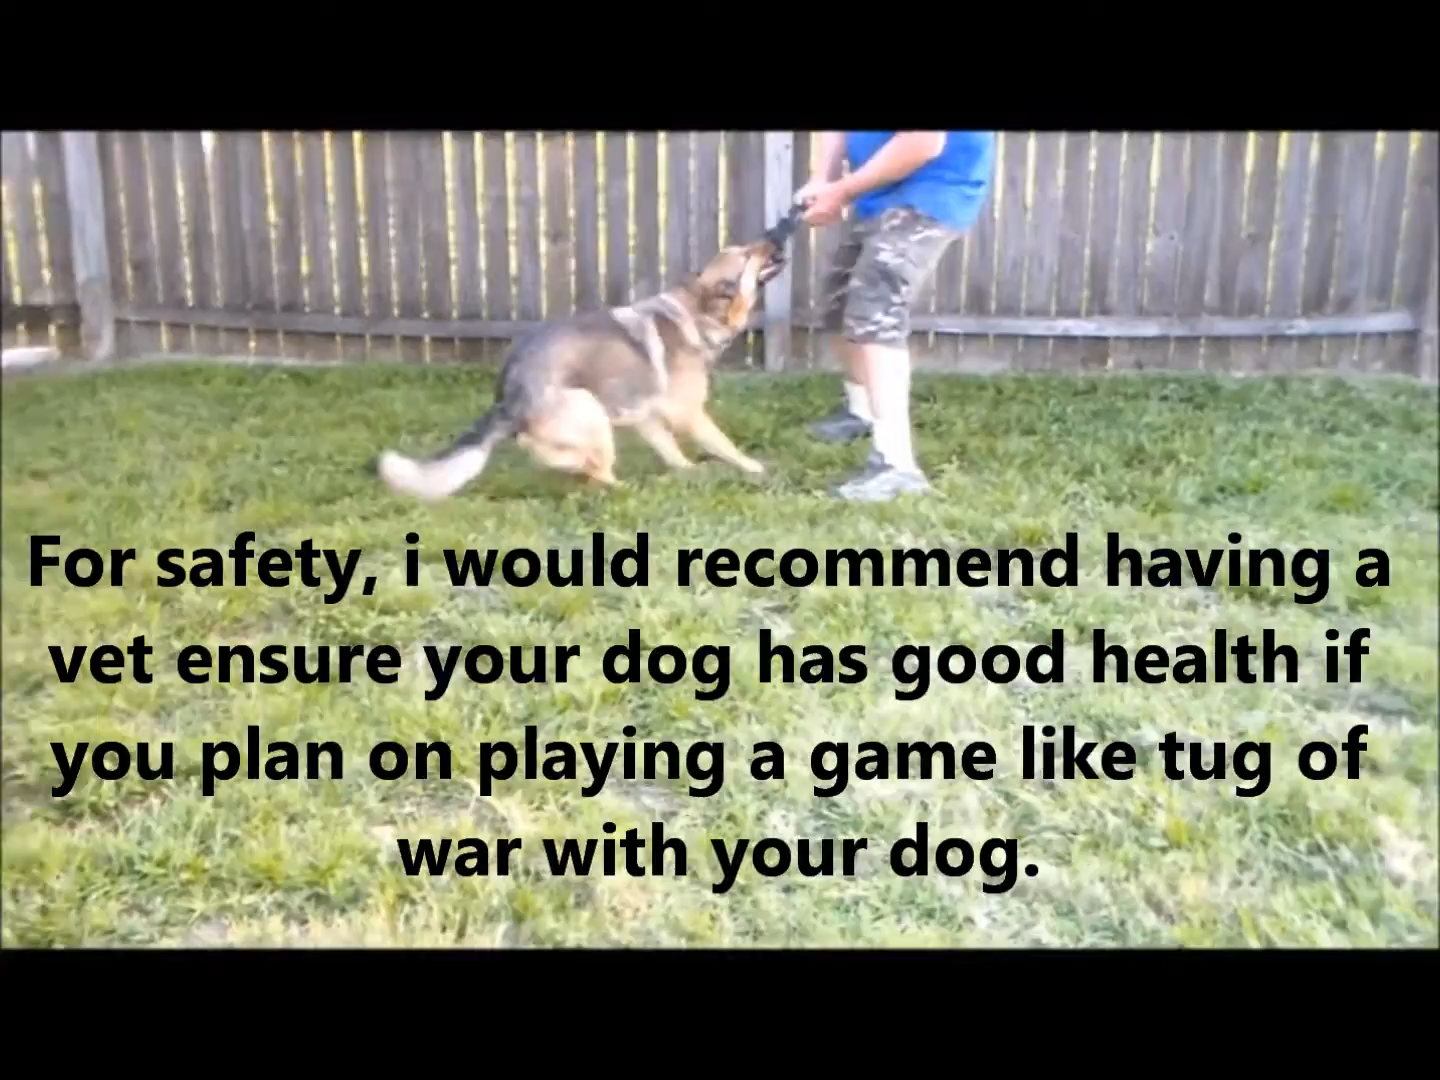 For safety, i would recommend having a
vet ensure your dog has good health if
you plan on playing a game like tug of
war with your dog.